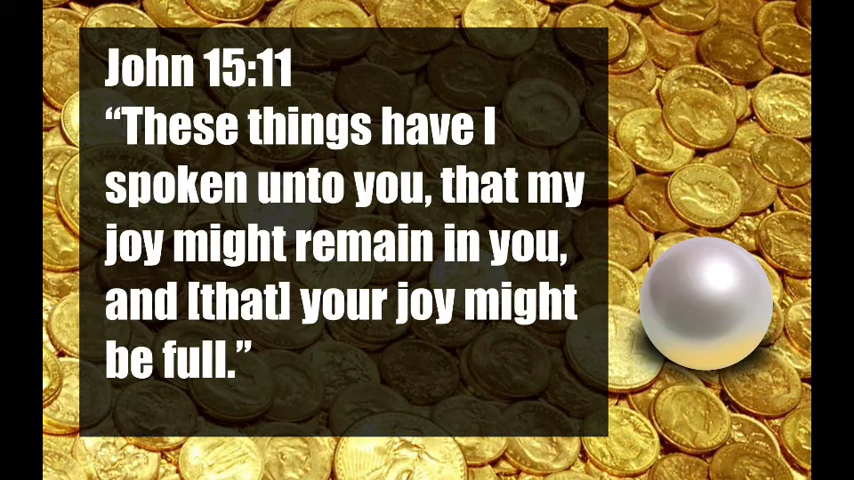 John 15:11
“These things have I
spoken unto you, that my
joy might remain in you,
and [that] your joy might
be full.”